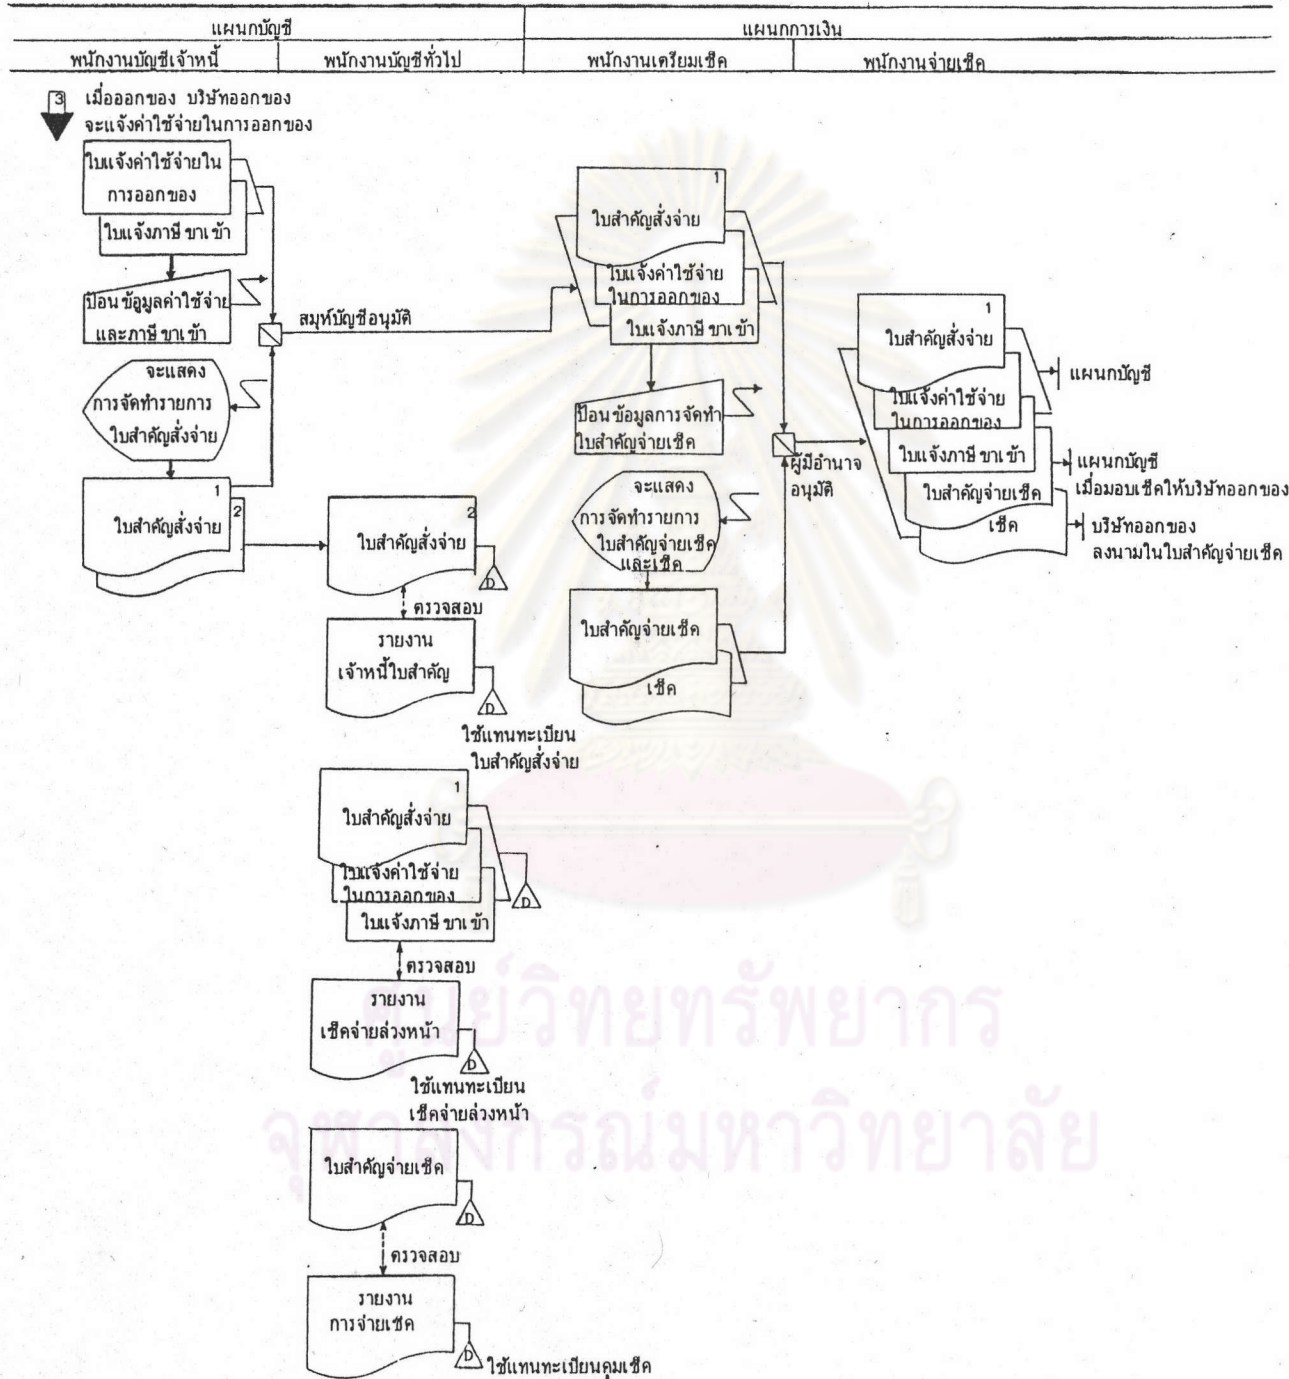 แผนกบัญชี
แผนกการเงิน
พนักงานบัญชีเจ้าหนี้
พนักงานบัญชีทั่วไป
พนักงานเตรียมเช็ค
พนักงานจ่ายเช็ค
3
เมื่อออกของ บริษัทออกของ
จะแจ้งค่าใช้จ่ายในการออกของ
ใบแจ้งค่าใช้จ่ายใน
การออกของ
ใบแจ้งภาษีขาเข้า
ป้อนข้อมูลค่าใช้จ่าย
และภาษีขาเข้า
สมุห์บัญชีอนุมัติ
จะแสดง
การจัดทำรายการ
ใบสำคัญสั่งจ่าย
1
2
ใบสำคัญสั่งจ่าย
2
ใบสำคัญสั่งจ่าย
D
ตรวจสอบ
รายงาน
เจ้าหนี้ใบสำคัญ
D
ใช้แทนทะเบียน
ใบสำคัญสั่งจ่าย
1
ใบสำคัญสั่งจ่าย
ใบแจ้งค่าใช้จ่าย
ในการออกของ
ใบแจ้งภาษีขาเข้า
D
ตรวจสอบ
รายงาน
เช็คจ่ายล่วงหน้า
D
ใช้แทนทะเบียน
เช็คจ่ายล่วงหน้า
ใบสำคัญจ่ายเช็ค
D
ตรวจสอบ
รายงาน
การจ่ายเช็ค
D
ใช้แทนทะเบียนคุมเช็ค
1
ใบสำคัญสั่งจ่าย
ใบแจ้งค่าใช้จ่าย
ในการออกของ
ใบแจ้งภาษีขาเข้า
ป้อนข้อมูลการจัดทำ
ใบสำคัญจ่ายเช็ค
ผู้มีอำนาจ
อนุมัติ
จะแสดง
การจัดทำรายการ
ใบสำคัญจ่ายเช็ค
และเช็ค
ใบสำคัญจ่ายเช็ค
เช็ค
1
ใบสำคัญสั่งจ่าย
ใบแจ้งค่าใช้จ่าย
ในการออกของ
ใบแจ้งภาษีขาเข้า
ใบสำคัญจ่ายเช็ค
เช็ค
แผนกบัญชี
แผนกบัญชี
เมื่อมอบเช็คให้บริษัทออกของ
บริษัทออกของ
ลงนามในใบสำคัญจ่ายเช็ค
ศูนย์วิทยทรัพยากร
จุฬาลงกรณ์มหาวิทยาลัย